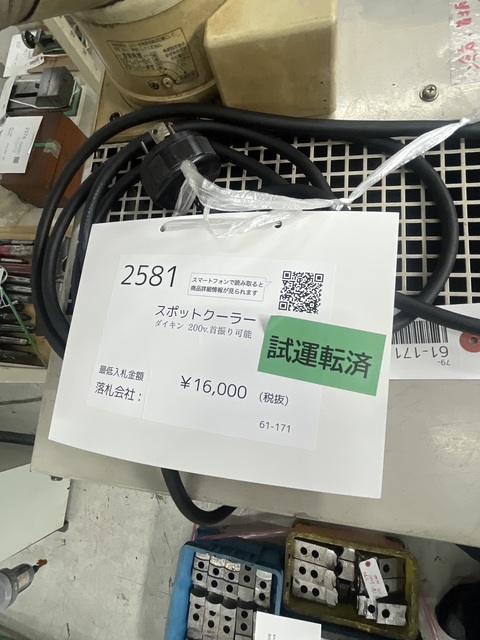 2581
スマートフォンで読み取ると
商品詳細情報が見られます
スポットクーラー
ダイキン 200v.首振り可能
試運転済
最低入札金額
￥16,000 (税抜)
落札会社：
61-171
79-
61-171